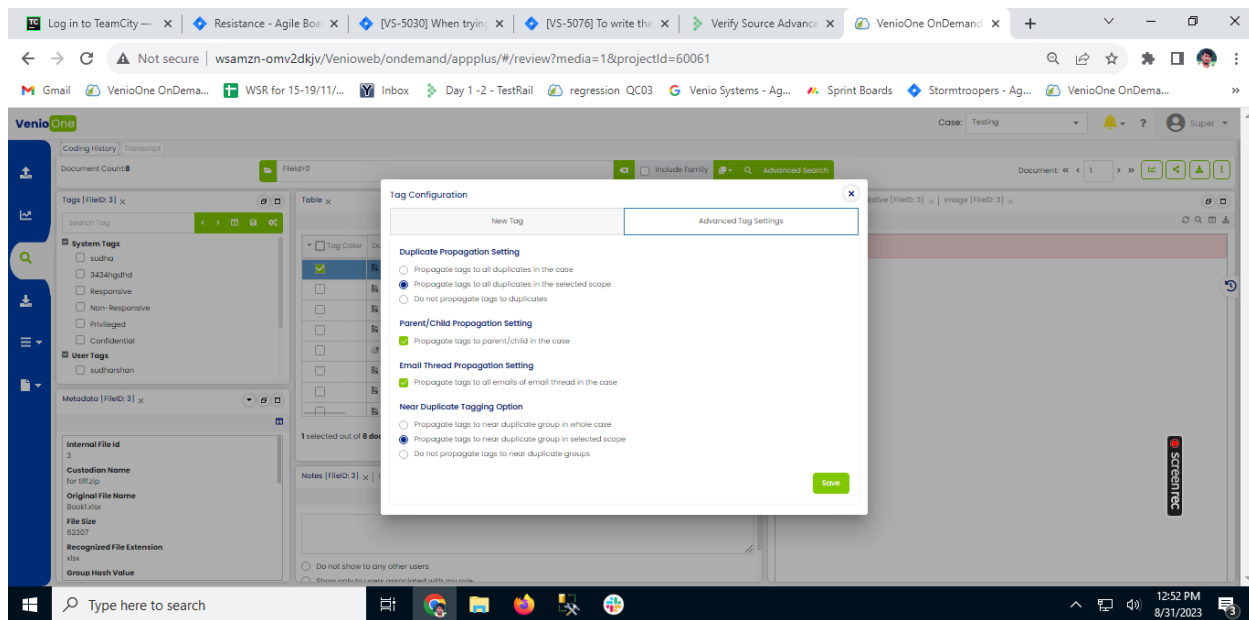 Log in to TeamCity —
Resistance - Agile Boa
[VS-5030] When trying
[VS-5076] To write the
Verify Source Advance
VenioOne OnDemand
Not secure | wsamzn-omv2dkjv/Venioweb/ondemand/appplus/#/review?media=1&projectId=60061
Gmail
VenioOne OnDema...
WSR for 15-19/11/...
Inbox
Day 1 -2 - TestRail
regression QC03
Venio Systems - Ag...
Sprint Boards
Stormtroopers - Ag...
VenioOne OnDema...
VenioOne
Case: Testing
Super
Coding History
Transcript
Document Count:8
FileId>0
Include Family
Advanced Search
Document: 1
Tags [FileID: 3]
Search Tag
System Tags
sudha
3434hgdhd
Responsive
Non-Responsive
Privileged
Confidential
User Tags
sudharshan
Table
Tag Color
1 selected out of 8 doc
Notes [FileID: 3]
Do not show to any other users
Show only to users associated with my role
Metadata [FileID: 3]
Internal File Id
3
Custodian Name
for tiff.zip
Original File Name
Book1.xlsx
File Size
62307
Recognized File Extension
xlsx
Group Hash Value
Tag Configuration
New Tag
Advanced Tag Settings
Duplicate Propagation Setting
Propagate tags to all duplicates in the case
Propagate tags to all duplicates in the selected scope
Do not propagate tags to duplicates
Parent/Child Propagation Setting
Propagate tags to parent/child in the case
Email Thread Propagation Setting
Propagate tags to all emails of email thread in the case
Near Duplicate Tagging Option
Propagate tags to near duplicate group in whole case
Propagate tags to near duplicate group in selected scope
Do not propagate tags to near duplicate groups
Save
ative [FileID: 3]
Image [FileID: 3]
screenrec
Type here to search
12:52 PM
8/31/2023
3